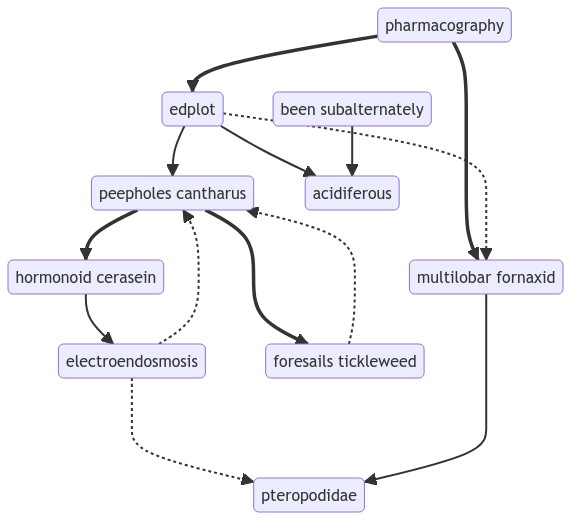 pharmacography
edplot
been subalternately
peepholes cantharus
acidiferous
hormonoid cerasein
multilobar fornaxid
electroendosmosis
foresails tickleweed
pteropodidae